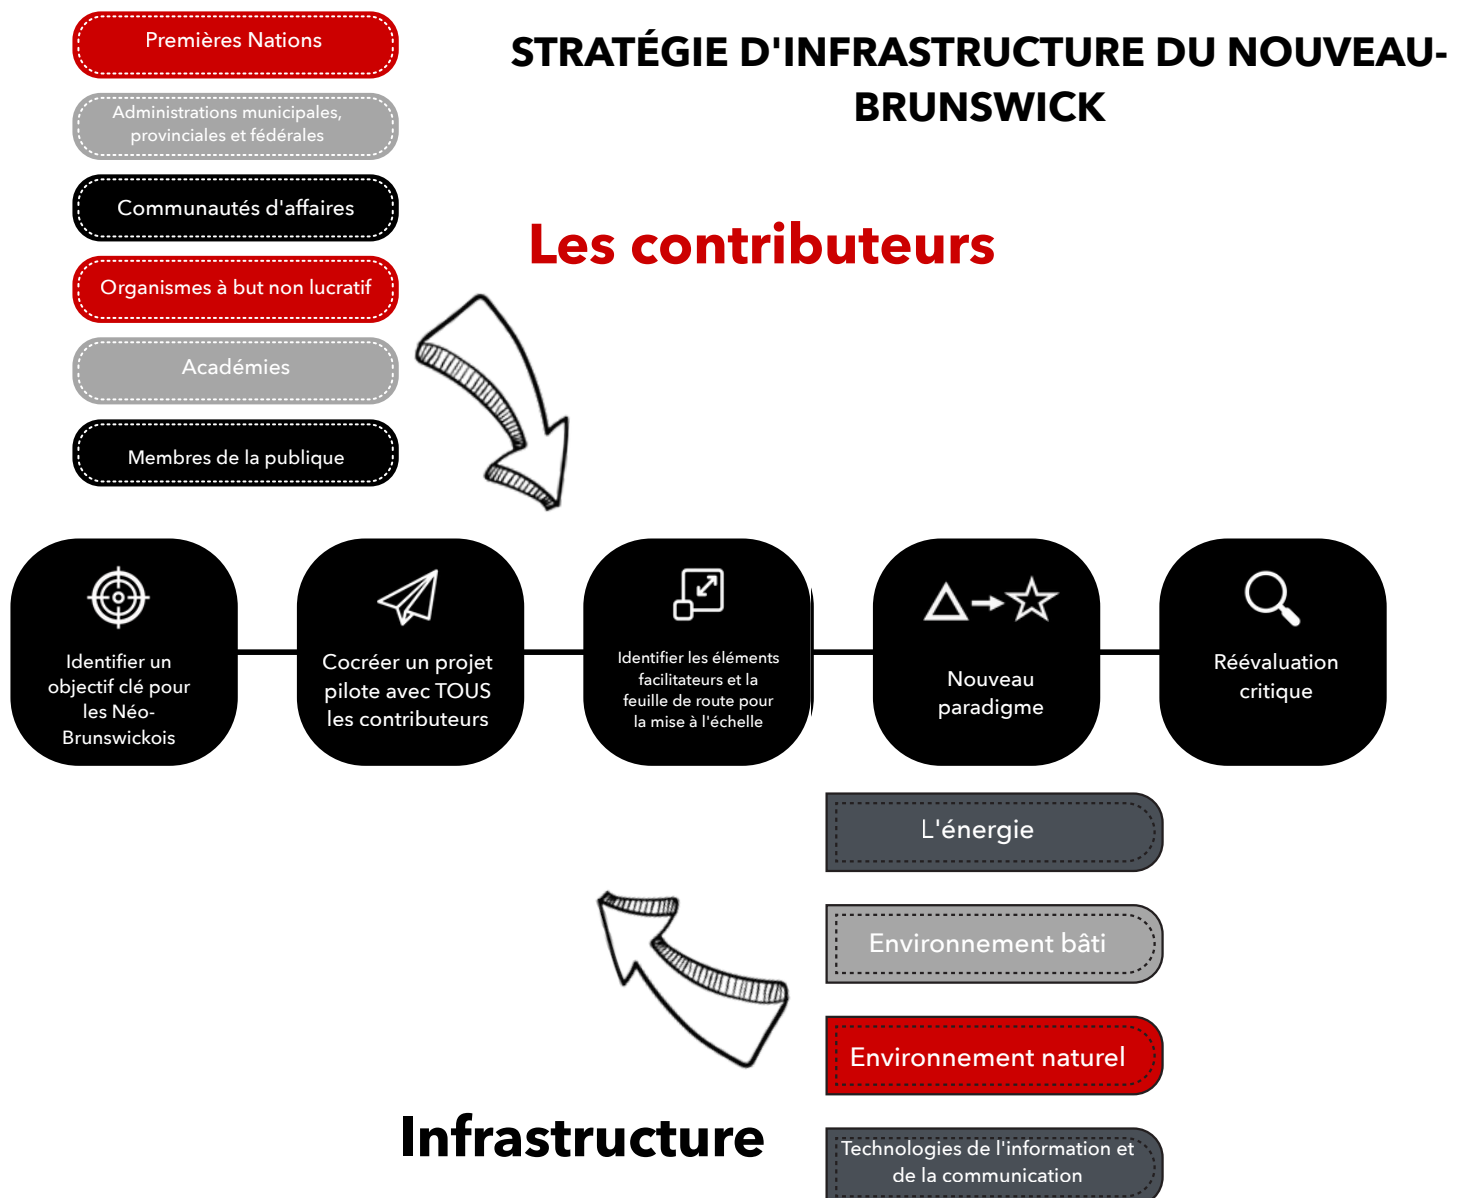 Premières Nations
Administrations municipales,
provinciales et fédérales
Communautés d'affaires
Organismes à but non lucratif
Académies
Membres de la publique
STRATÉGIE D'INFRASTRUCTURE DU NOUVEAU-
BRUNSWICK
Les contributeurs
Identifier un
objectif clé pour
les Néo-
Brunswickois
Cocréer un projet
pilote avec TOUS
les contributeurs
Identifier les éléments
facilitateurs et la
feuille de route pour
la mise à l'échelle
Nouveau
paradigme
Réévaluation
critique
L'énergie
Environnement bâti
Environnement naturel
Technologies de l'information et
de la communication
Infrastructure